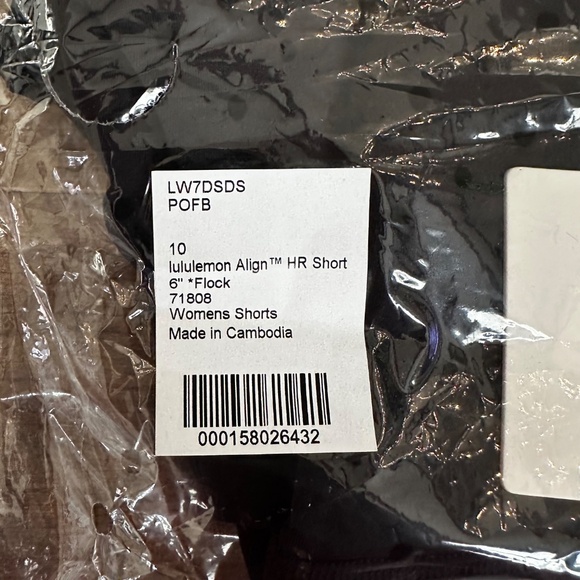 LW7DSDS
POFB
10
lululemon Align™ HR Short
6" *Flock
71808
Womens Shorts
Made in Cambodia
000158026432